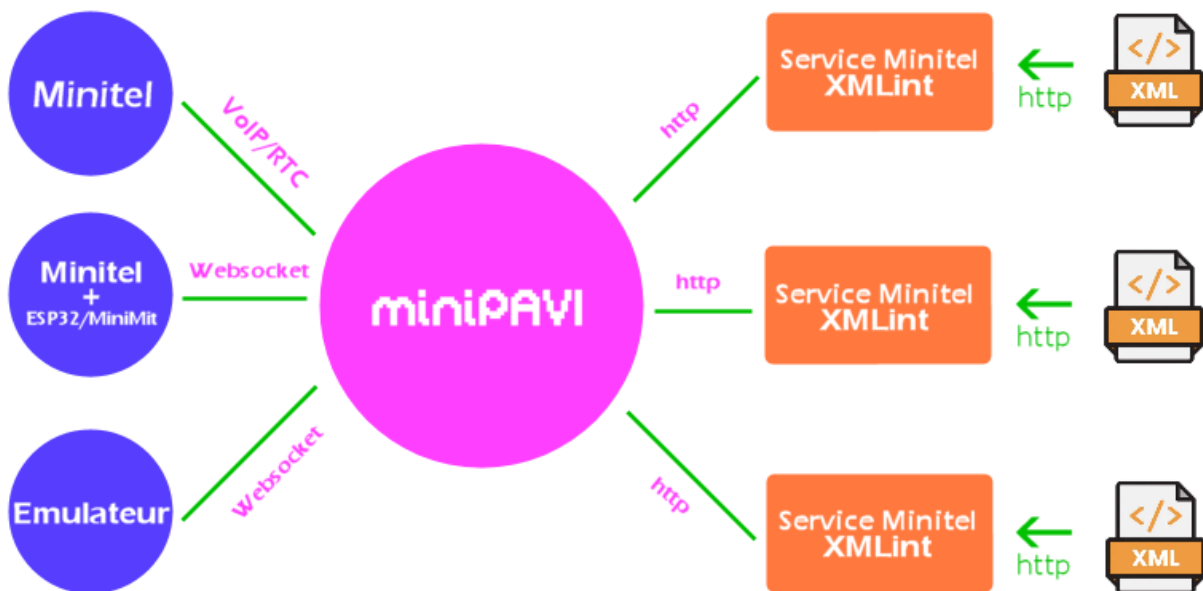 Minitel
VoIP/RTC
http
Service Minitel
XMLint
http
</>
XML
Minitel
+
ESP32/MiniMit
Websocket
miniPAVI
http
Service Minitel
XMLint
http
</>
XML
Emulateur
Websocket
http
Service Minitel
XMLint
http
</>
XML